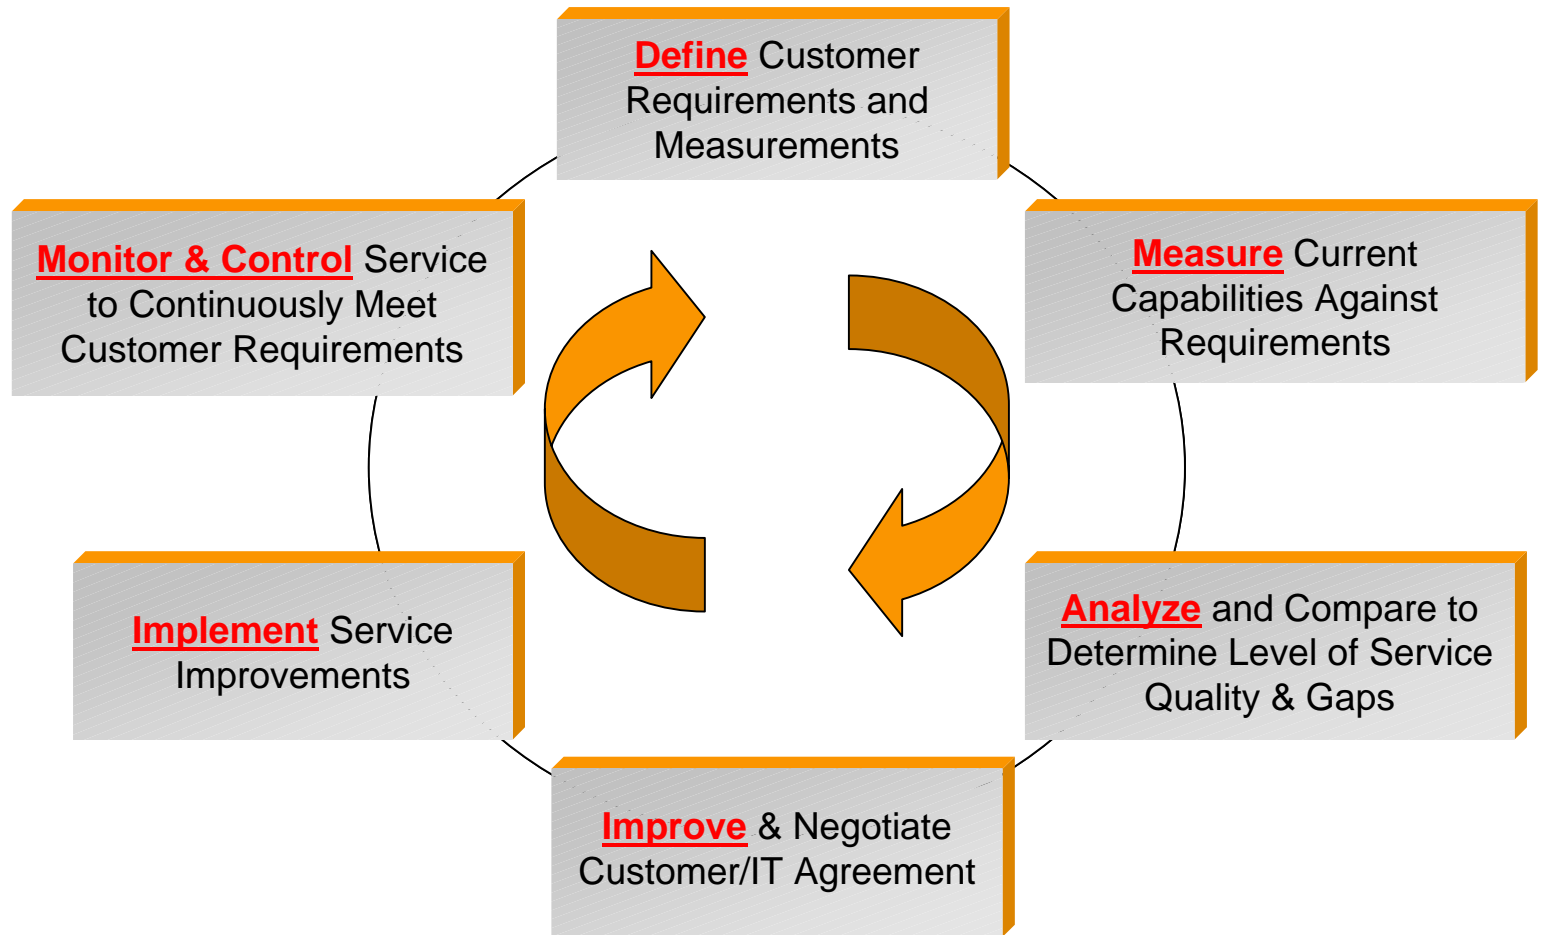 Define Customer
Requirements and
Measurements
Measure Current
Capabilities Against
Requirements
Analyze and Compare to
Determine Level of Service
Quality & Gaps
Improve & Negotiate
Customer/IT Agreement
Implement Service
Improvements
Monitor & Control Service
to Continuously Meet
Customer Requirements